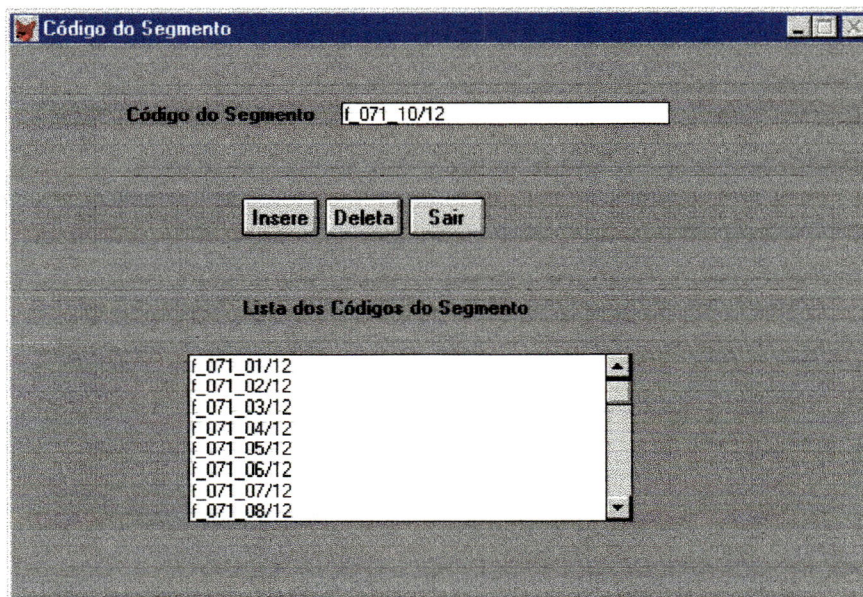 Código do Segmento
Código do Segmento f_071_10/12
Insere Deleta Sair
Lista dos Códigos do Segmento
f_071_01/12
f_071_02/12
f_071_03/12
f_071_04/12
f_071_05/12
f_071_06/12
f_071_07/12
f_071_08/12